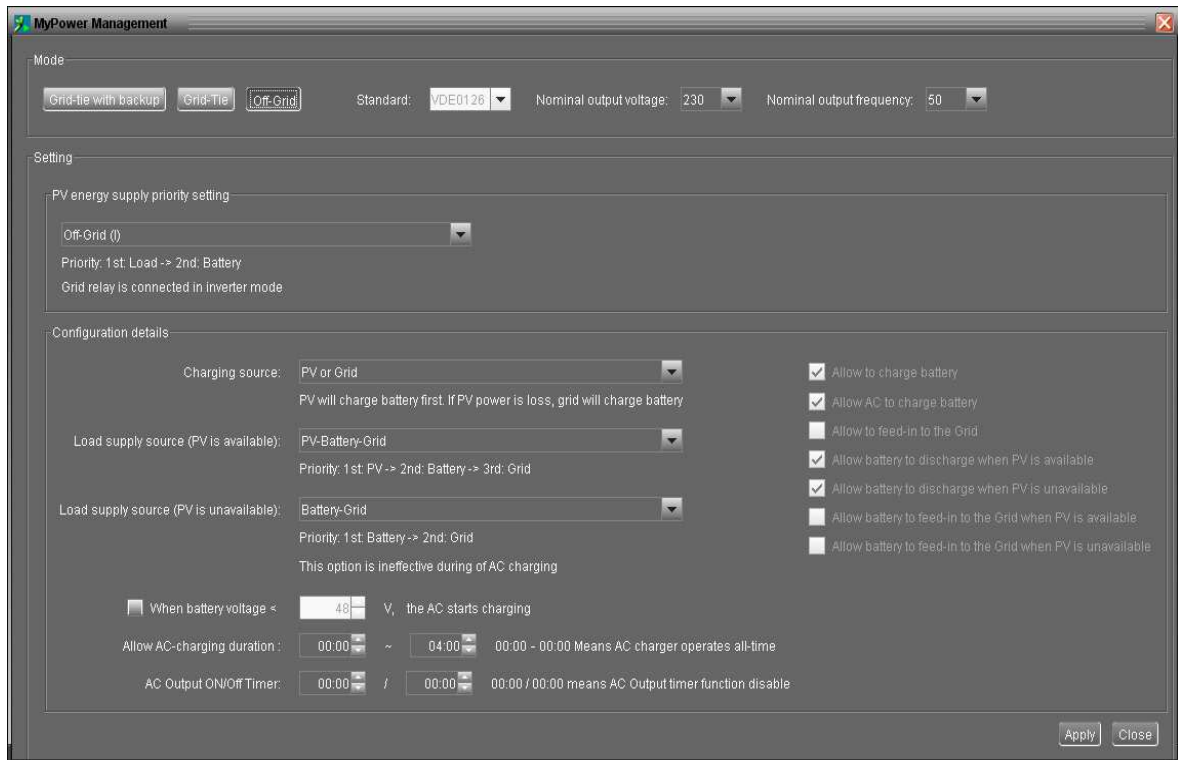 MyPower Management
Mode
Grid-tie with backup Grid-Tie Off-Grid Standard: VDE0126 Nominal output voltage: 230 Nominal output frequency: 50
Setting
PV energy supply priority setting
Off-Grid (I)
Priority: 1st: Load -> 2nd: Battery
Grid relay is connected in inverter mode
Configuration details
Charging source: PV or Grid
PV will charge battery first. If PV power is loss, grid will charge battery
Load supply source (PV is available): PV-Battery-Grid
Priority: 1st: PV -> 2nd: Battery -> 3rd: Grid
Load supply source (PV is unavailable): Battery-Grid
Priority: 1st: Battery -> 2nd: Grid
This option is ineffective during of AC charging
When battery voltage < 48 V, the AC starts charging
Allow AC-charging duration : 00:00 ~ 04:00 00:00 - 00:00 Means AC charger operates all-time
AC Output ON/Off Timer: 00:00 / 00:00 00:00 / 00:00 means AC Output timer function disable
Allow to charge battery
Allow AC to charge battery
Allow to feed-in to the Grid
Allow battery to discharge when PV is available
Allow battery to discharge when PV is unavailable
Allow battery to feed-in to the Grid when PV is available
Allow battery to feed-in to the Grid when PV is unavailable
Apply Close